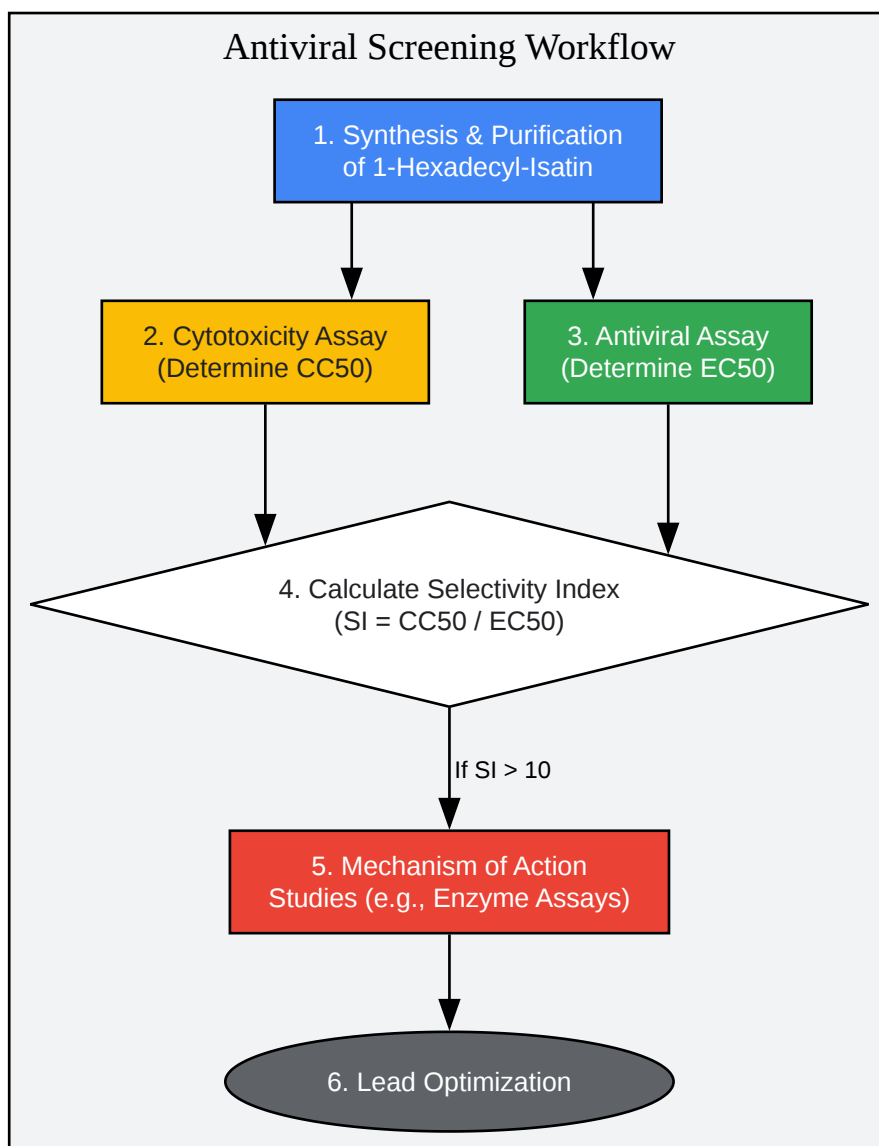 Antiviral Screening Workflow
1. Synthesis & Purification
of 1-Hexadecyl-Isatin
2. Cytotoxicity Assay
(Determine CC50)
3. Antiviral Assay
(Determine EC50)
4. Calculate Selectivity Index
(SI = CC50 / EC50)
If SI > 10
5. Mechanism of Action
Studies (e.g., Enzyme Assays)
6. Lead Optimization